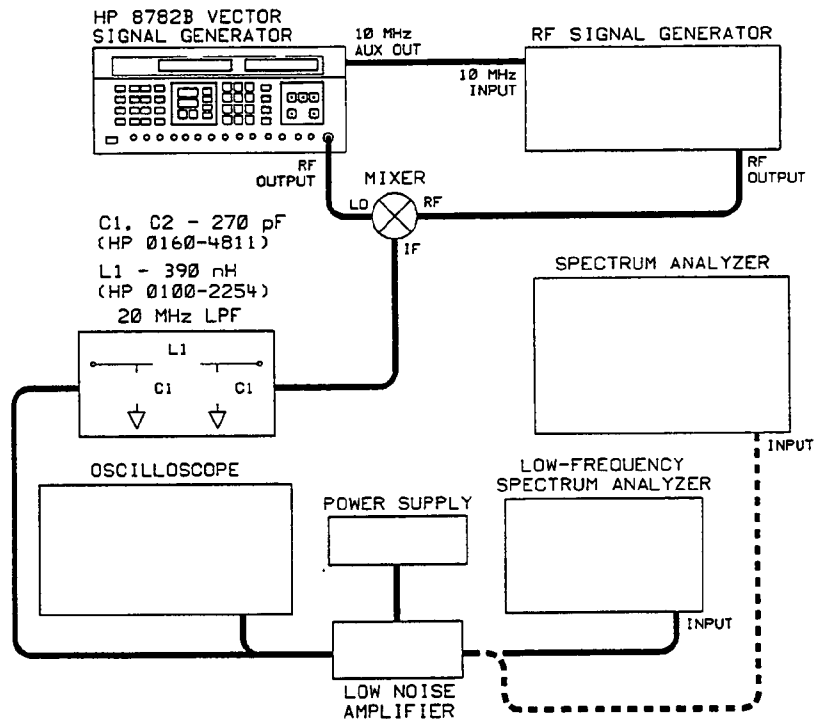 HP 8782B VECTOR
SIGNAL GENERATOR
10 MHz
AUX OUT
RF SIGNAL GENERATOR
10 MHz
INPUT
RF
OUTPUT
RF
OUTPUT
MIXER
LO
RF
IF
C1, C2 - 270 pF
(HP 0160-4811)
L1 - 390 nH
(HP 0100-2254)
20 MHz LPF
L1
C1
C1
SPECTRUM ANALYZER
INPUT
OSCILLOSCOPE
POWER SUPPLY
LOW-FREQUENCY
SPECTRUM ANALYZER
INPUT
LOW NOISE
AMPLIFIER